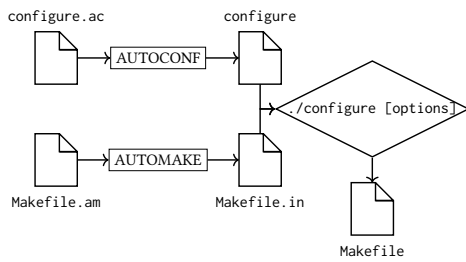 configure.ac
configure
AUTOCONF
./configure [options]
AUTOMAKE
Makefile.am
Makefile.in
Makefile